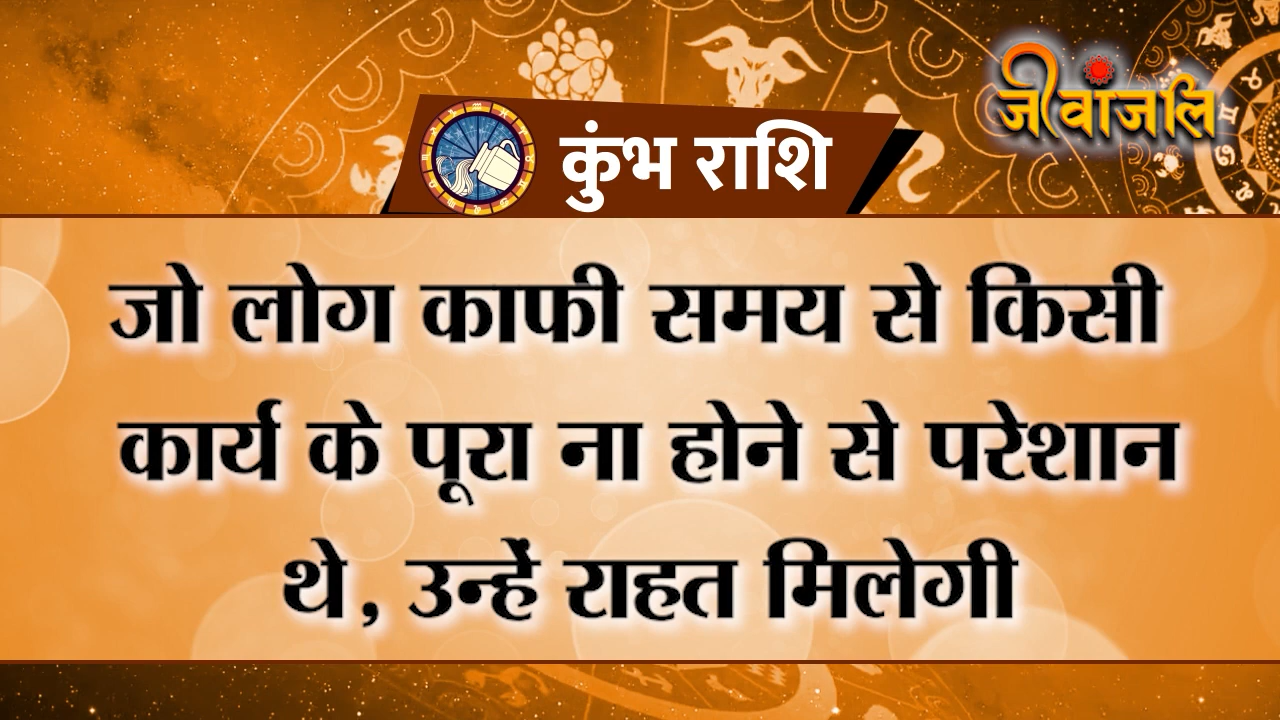 जीवांजलि
कुंभ राशि
जो लोग काफी समय से किसी
कार्य के पूरा ना होने से परेशान
थे, उन्हें राहत मिलेगी